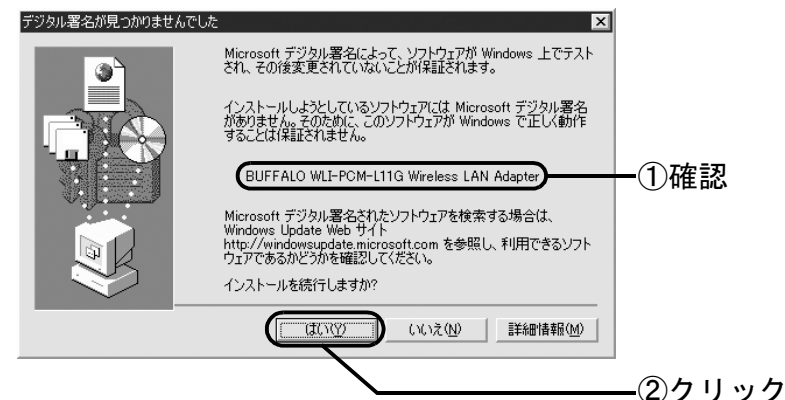 デジタル署名が見つかりませんでした
Microsoft デジタル署名によって、ソフトウェアが Windows 上でテスト
され、その後変更されていないことが保証されます。
インストールしようとしているソフトウェアには Microsoft デジタル署名
がありません。そのために、このソフトウェアが Windows で正しく動作
することは保証されません。
BUFFALO WLI-PCM-L11G Wireless LAN Adapter
①確認
Microsoft デジタル署名されたソフトウェアを検索する場合は、
Windows Update Web サイト
http://windowsupdate.microsoft.com を参照し、利用できるソフト
ウェアであるかどうかを確認してください。
インストールを続行しますか?
はい(Y) いいえ(N) 詳細情報(M)
②クリック